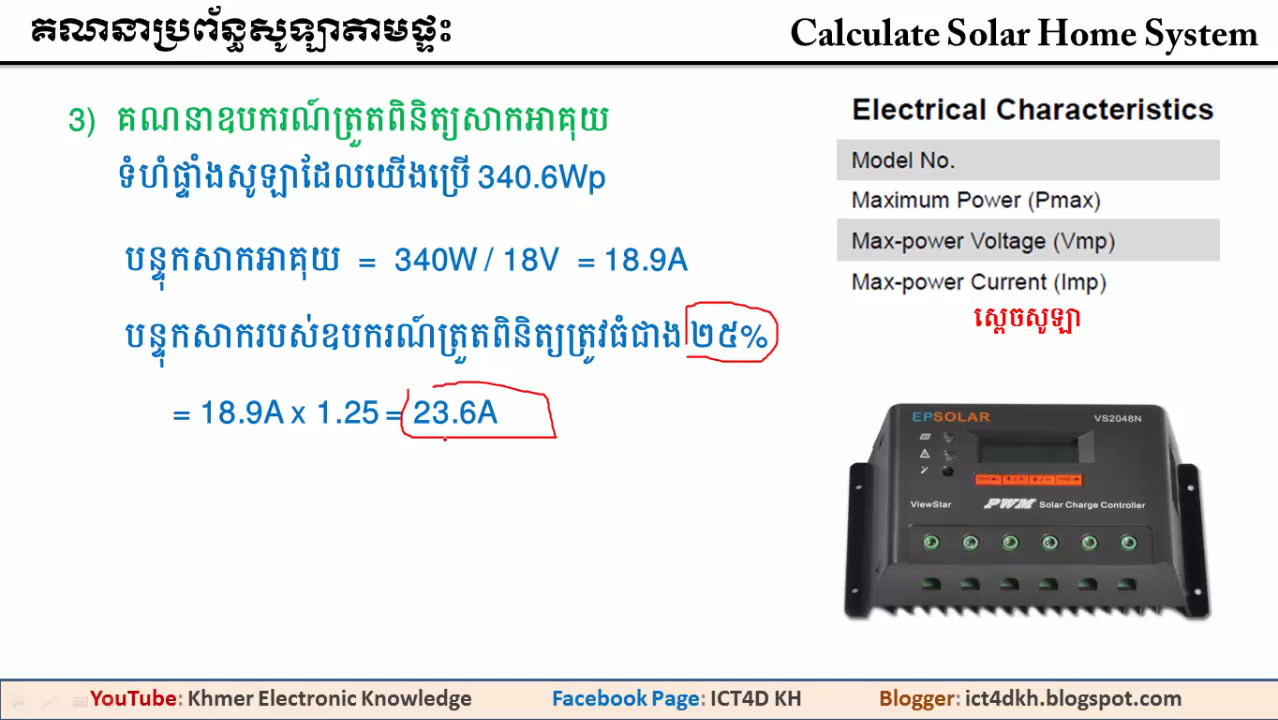 គណនាប្រព័ន្ធសូឡាតាមផ្ទះ
Calculate Solar Home System
3) គណនាឧបករណ៍ត្រួតពិនិត្យសាកអាគុយ
ទំហំផ្ទាំងសូឡាដែលយើងប្រើ 340.6Wp
បន្ទុកសាកអាគុយ = 340W / 18V = 18.9A
បន្ទុកសាករបស់ឧបករណ៍ត្រួតពិនិត្យត្រូវធំជាង ២៥%
= 18.9A x 1.25 = 23.6A
Electrical Characteristics
Model No.
Maximum Power (Pmax)
Max-power Voltage (Vmp)
Max-power Current (Imp)
ស្តេចសូឡា
EPSOLAR
VS2048N
ViewStar
PWM Solar Charge Controller
YouTube: Khmer Electronic Knowledge
Facebook Page: ICT4D KH
Blogger: ict4dkh.blogspot.com